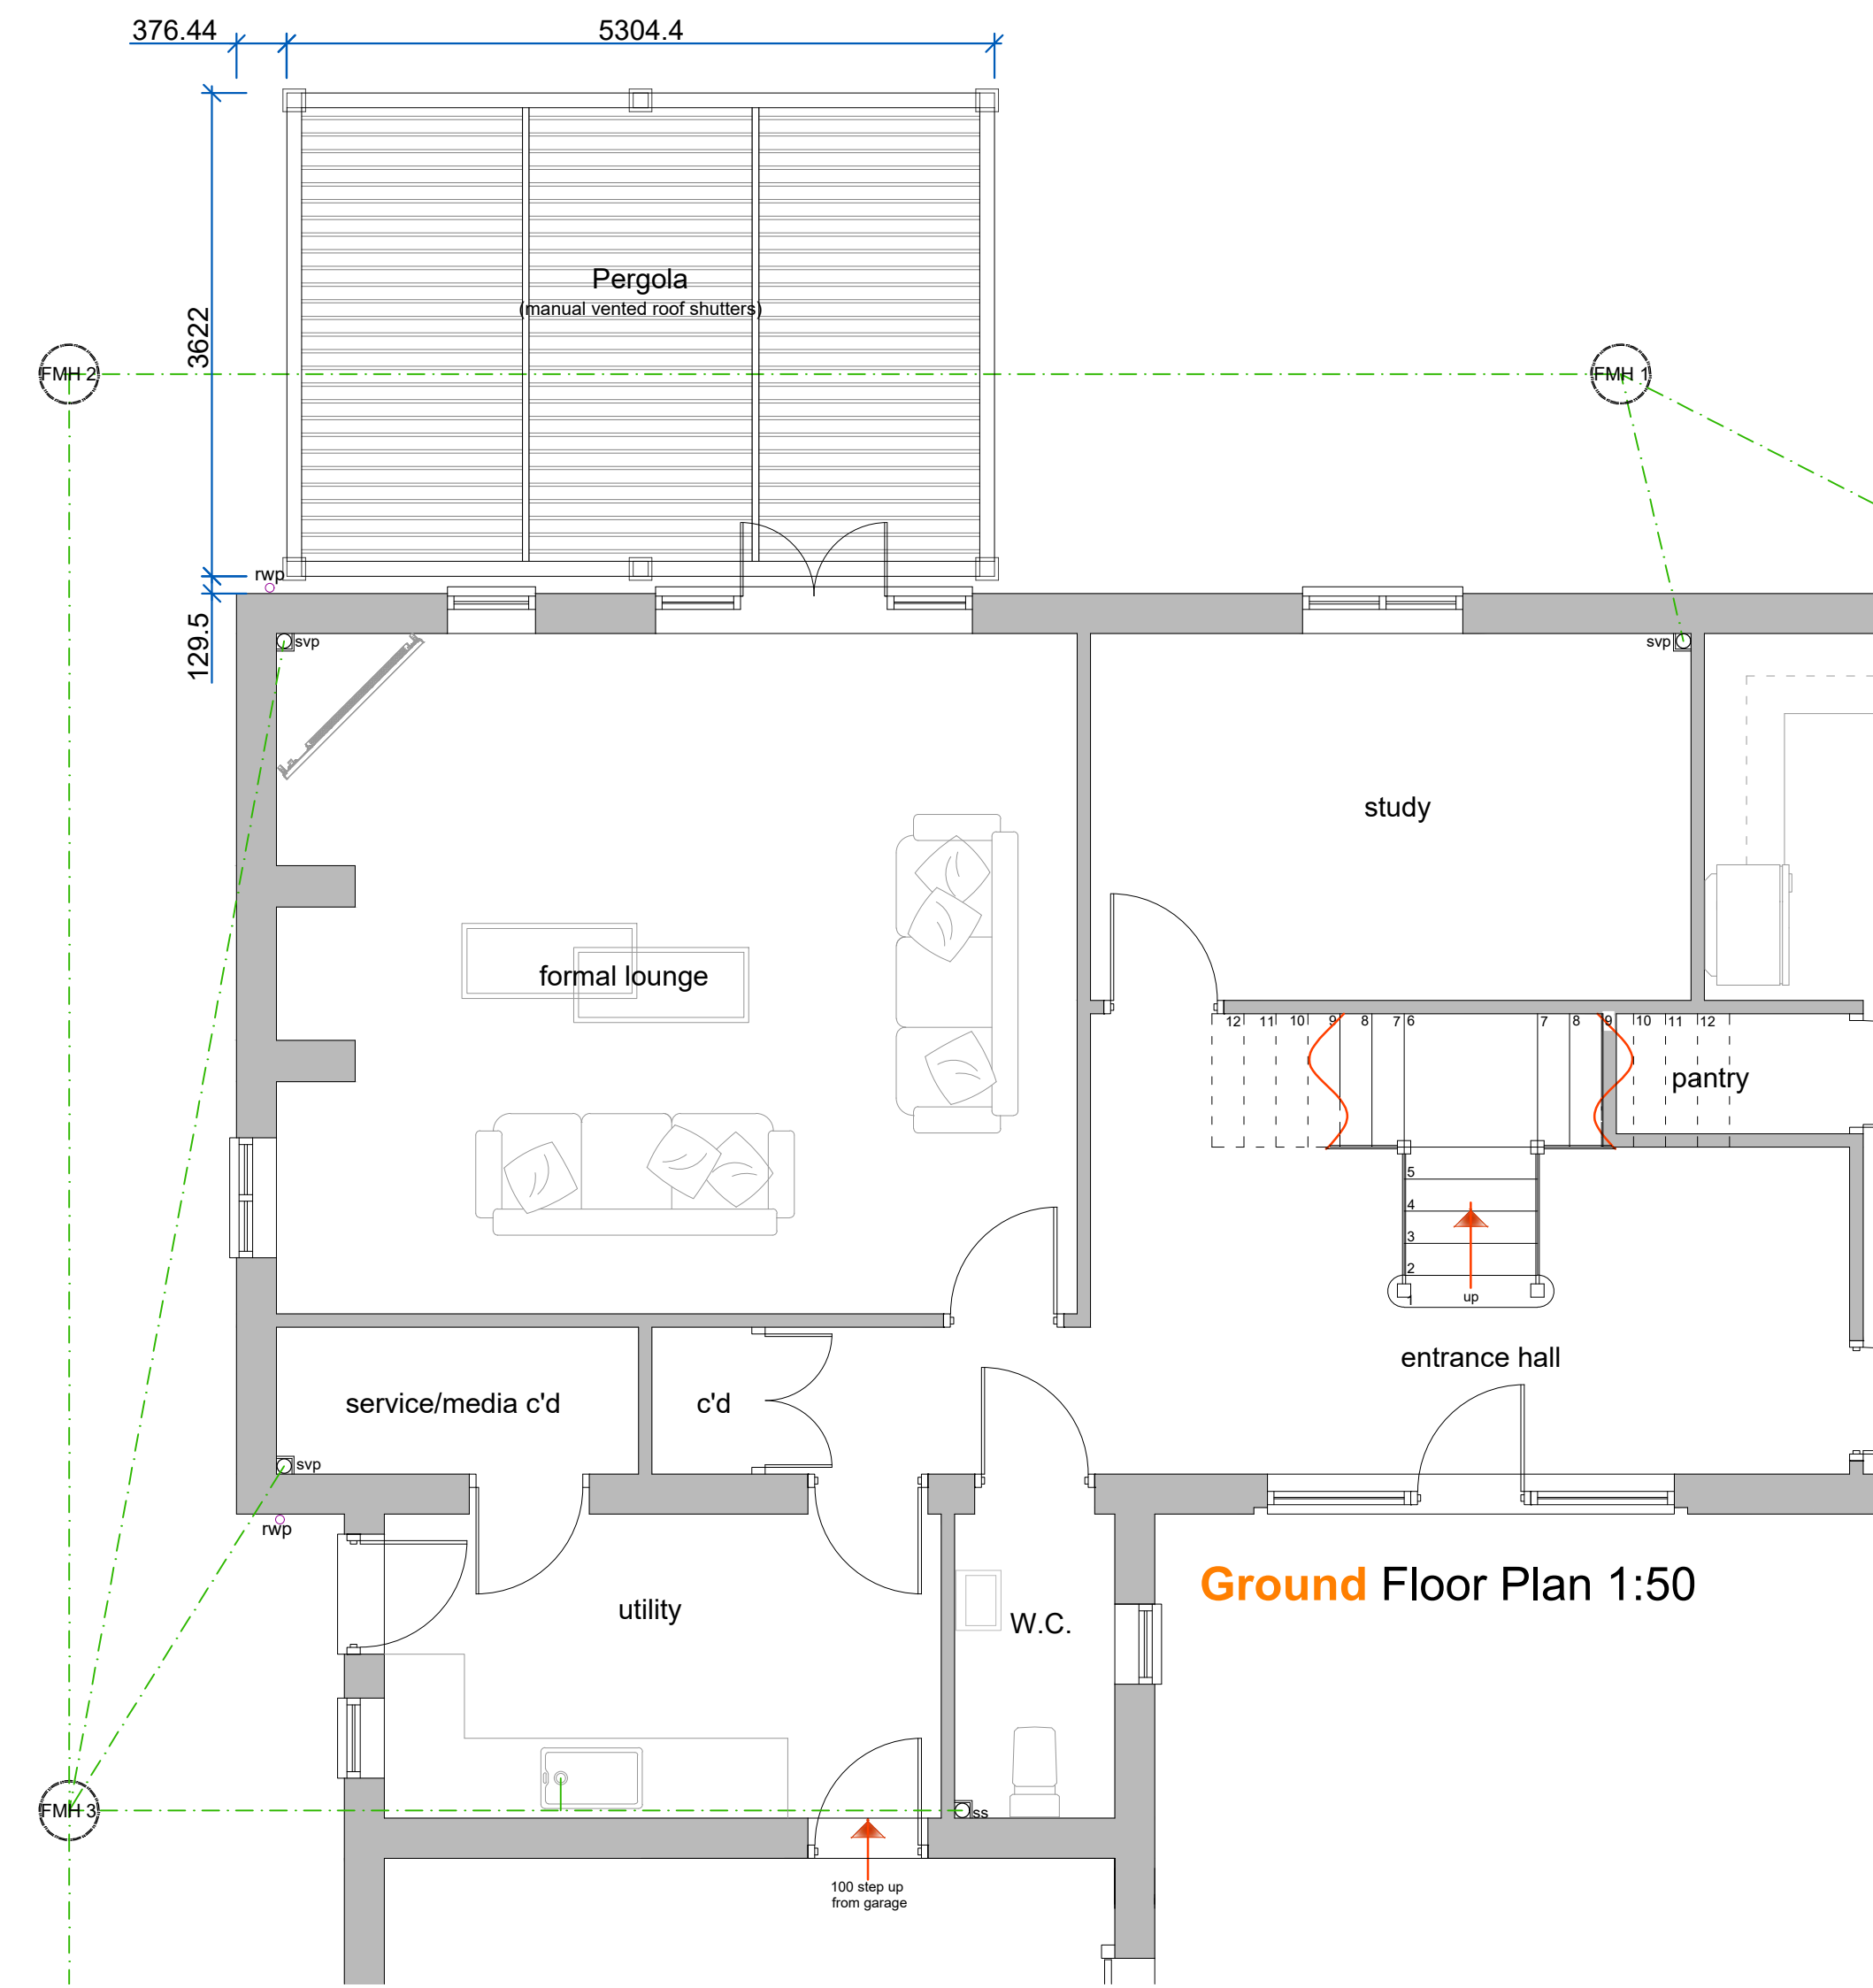 376.44
5304.4
Pergola
(manual vented roof shutters)
3622
FMH 2
FMH 1
rwp
129.5
svp
svp
study
formal lounge
12 11 10 9 8 7 6 7 8 9 10 11 12
pantry
5
4
3
2
1
up
entrance hall
service/media c'd
c'd
svp
rwp
Ground Floor Plan 1:50
utility
W.C.
FMH 3
ss
100 step up
from garage